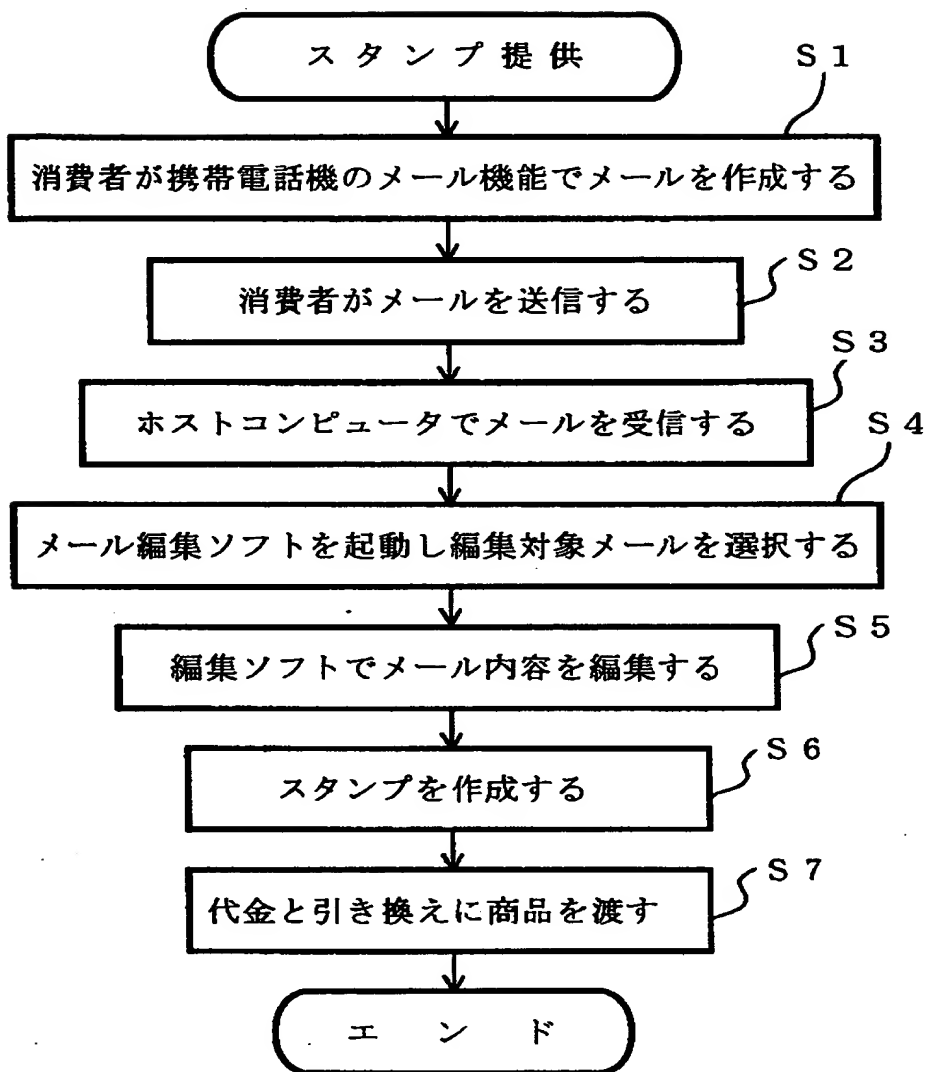 スタンプ提供
S1
消費者が携帯電話機のメール機能でメールを作成する
S2
消費者がメールを送信する
S3
ホストコンピュータでメールを受信する
S4
メール編集ソフトを起動し編集対象メールを選択する
S5
編集ソフトでメール内容を編集する
S6
スタンプを作成する
S7
代金と引き換えに商品を渡す
エンド